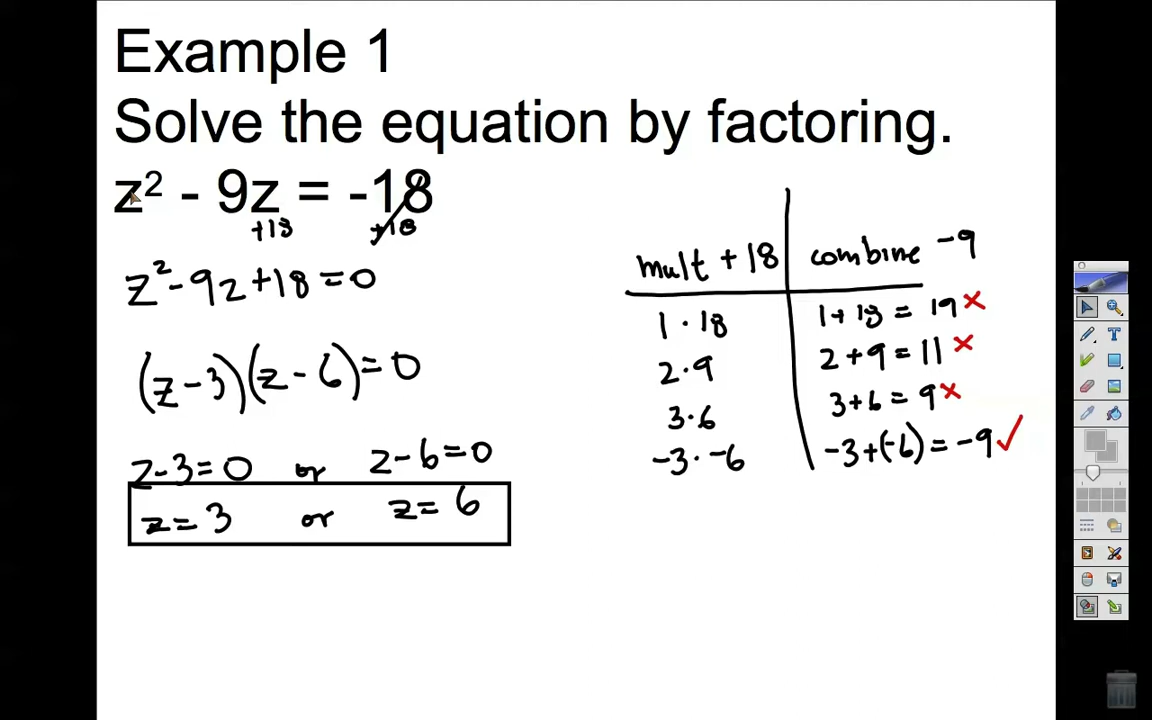 Example 1
Solve the equation by factoring.
z² - 9z = -18
+18 +18
z² - 9z + 18 = 0
(z - 3)(z - 6) = 0
z - 3 = 0 or z - 6 = 0
z = 3 or z = 6
mult + 18 combine -9
1 · 18 1 + 18 = 19 ×
2 · 9 2 + 9 = 11 ×
3 · 6 3 + 6 = 9 ×
-3 · -6 -3 + (-6) = -9 ✓
T